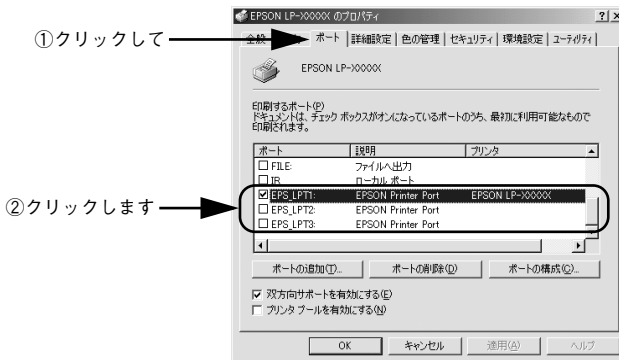 EPSON LP-XXXXX のプロパティ
①クリックして
ポート 詳細設定 色の管理 セキュリティ 環境設定 ユーティリティ
EPSON LP-XXXXX
印刷するポート(P)
ドキュメントは、チェック ボックスがオンになっているポートのうち、最初に利用可能なもので
印刷されます。
ポート 説明 プリンタ
FILE: ファイルへ出力
IR ローカル ポート
EPS_LPT1: EPSON Printer Port EPSON LP-XXXXX
②クリックします
EPS_LPT2: EPSON Printer Port
EPS_LPT3: EPSON Printer Port
ポートの追加(T)... ポートの削除(D) ポートの構成(C)...
双方向サポートを有効にする(E)
プリンタ プールを有効にする(N)
OK キャンセル 適用(A) ヘルプ